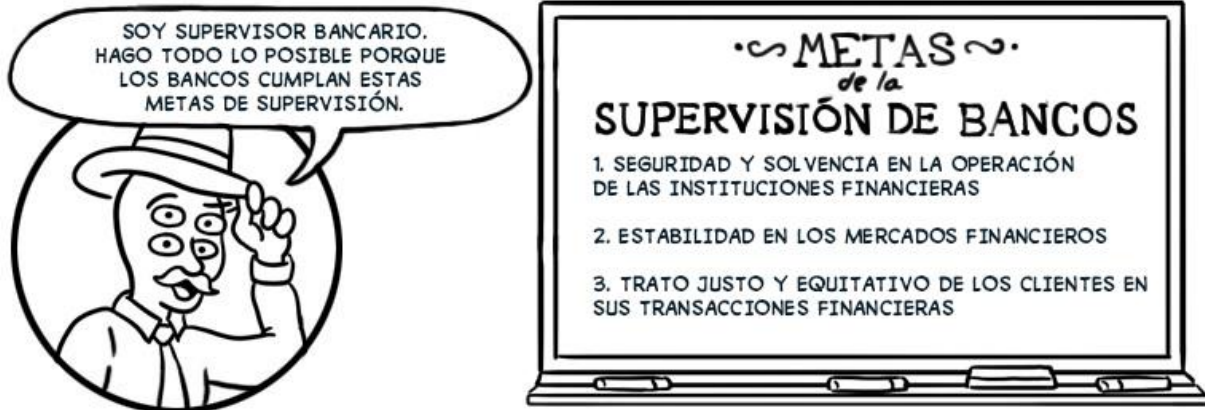 SOY SUPERVISOR BANCARIO.
HAGO TODO LO POSIBLE PORQUE
LOS BANCOS CUMPLAN ESTAS
METAS DE SUPERVISIÓN.
METAS
de la
SUPERVISIÓN DE BANCOS
1. SEGURIDAD Y SOLVENCIA EN LA OPERACIÓN
DE LAS INSTITUCIONES FINANCIERAS
2. ESTABILIDAD EN LOS MERCADOS FINANCIEROS
3. TRATO JUSTO Y EQUITATIVO DE LOS CLIENTES EN
SUS TRANSACCIONES FINANCIERAS